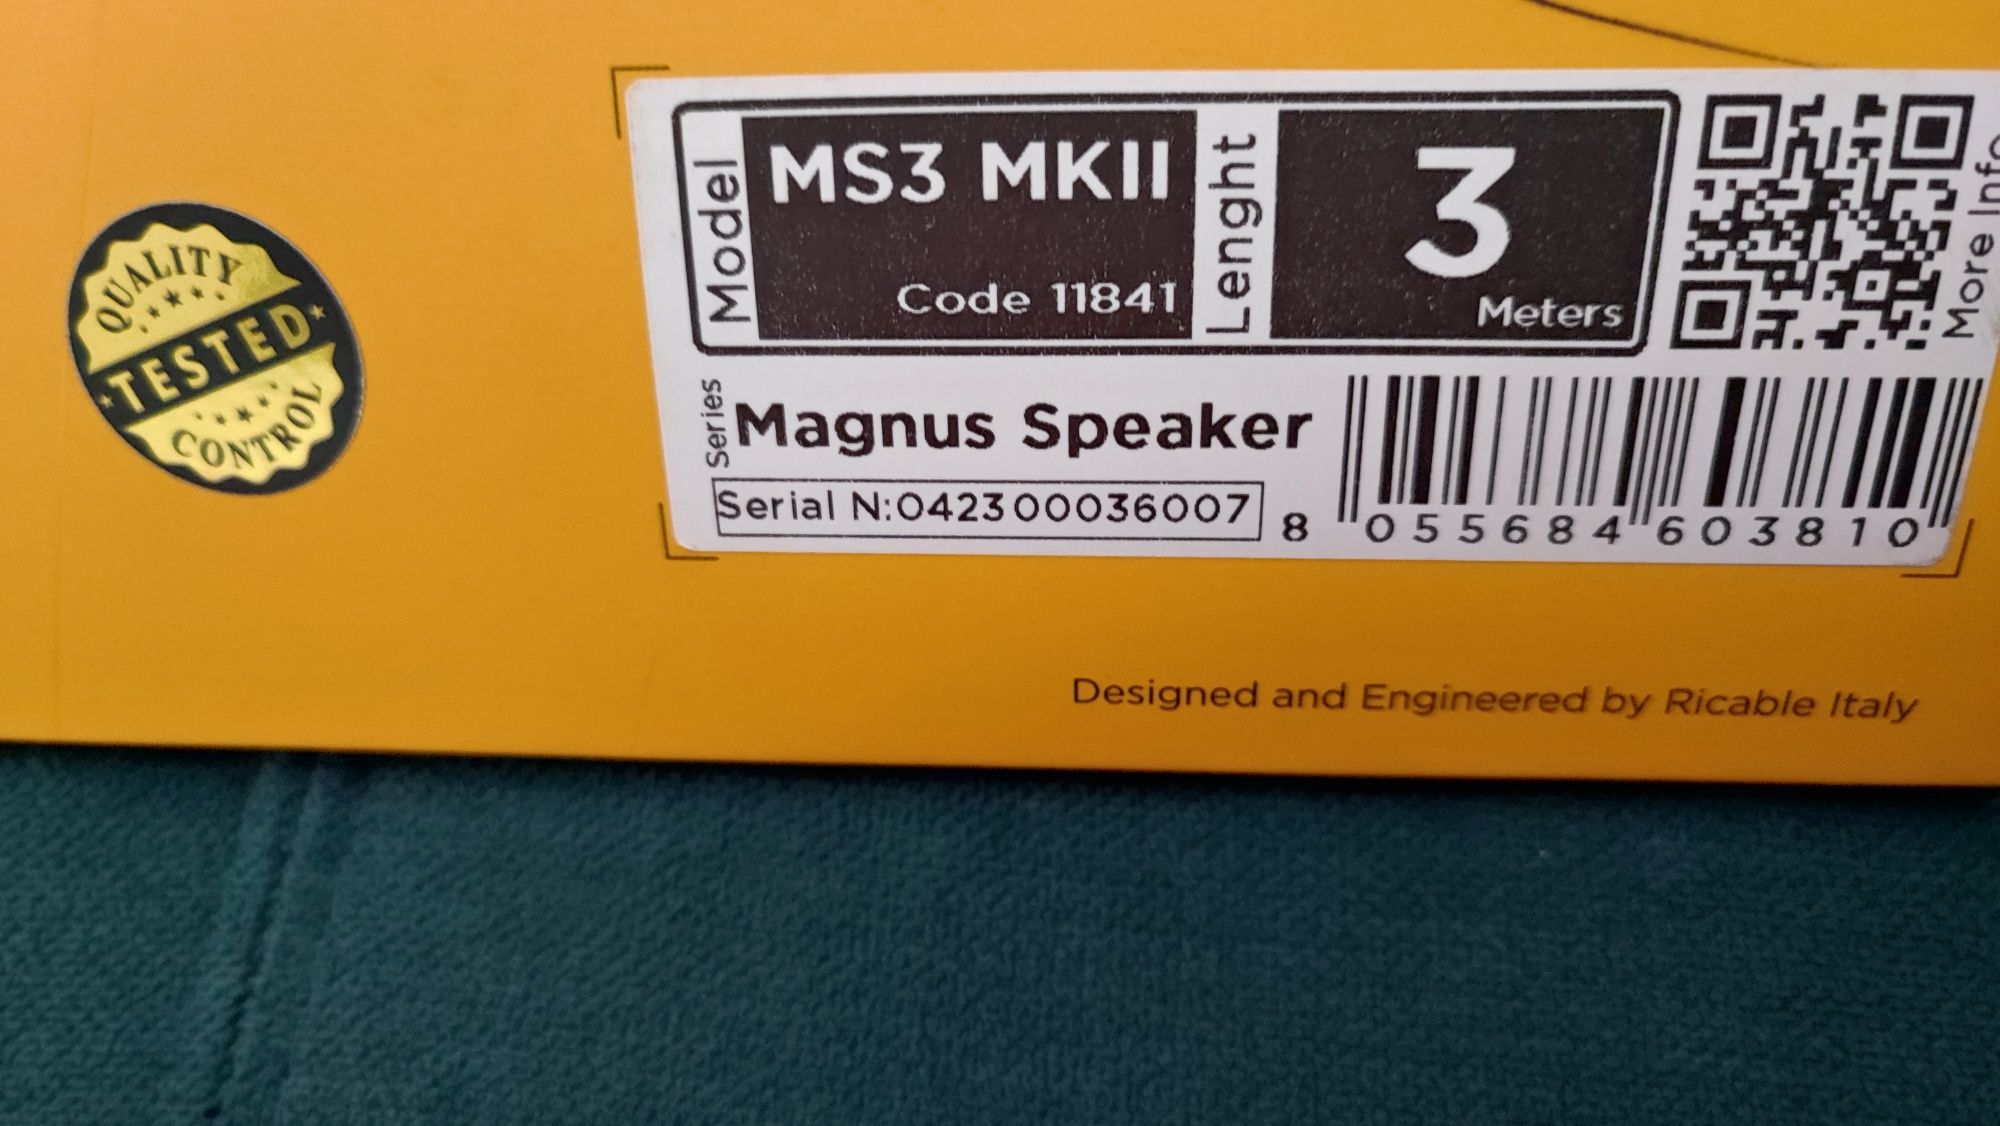 QUALITY
TESTED
CONTROL
Model
MS3 MKII
Code 11841
Lenght
3
Meters
More Info
Series
Magnus Speaker
Serial N:042300036007
8 055684 603810
Designed and Engineered by Ricable Italy